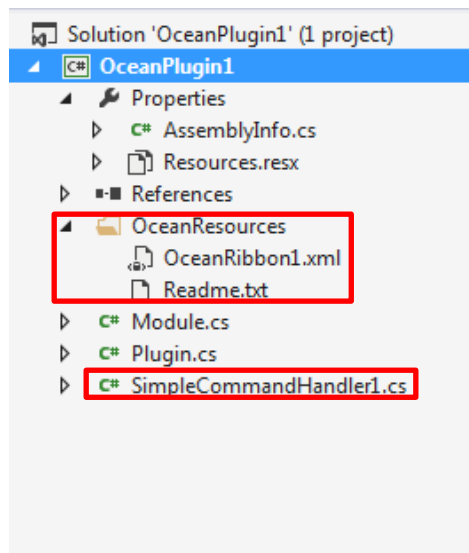 Solution 'OceanPlugin1' (1 project)
C# OceanPlugin1
Properties
C# AssemblyInfo.cs
Resources.resx
References
OceanResources
OceanRibbon1.xml
Readme.txt
C# Module.cs
C# Plugin.cs
C# SimpleCommandHandler1.cs